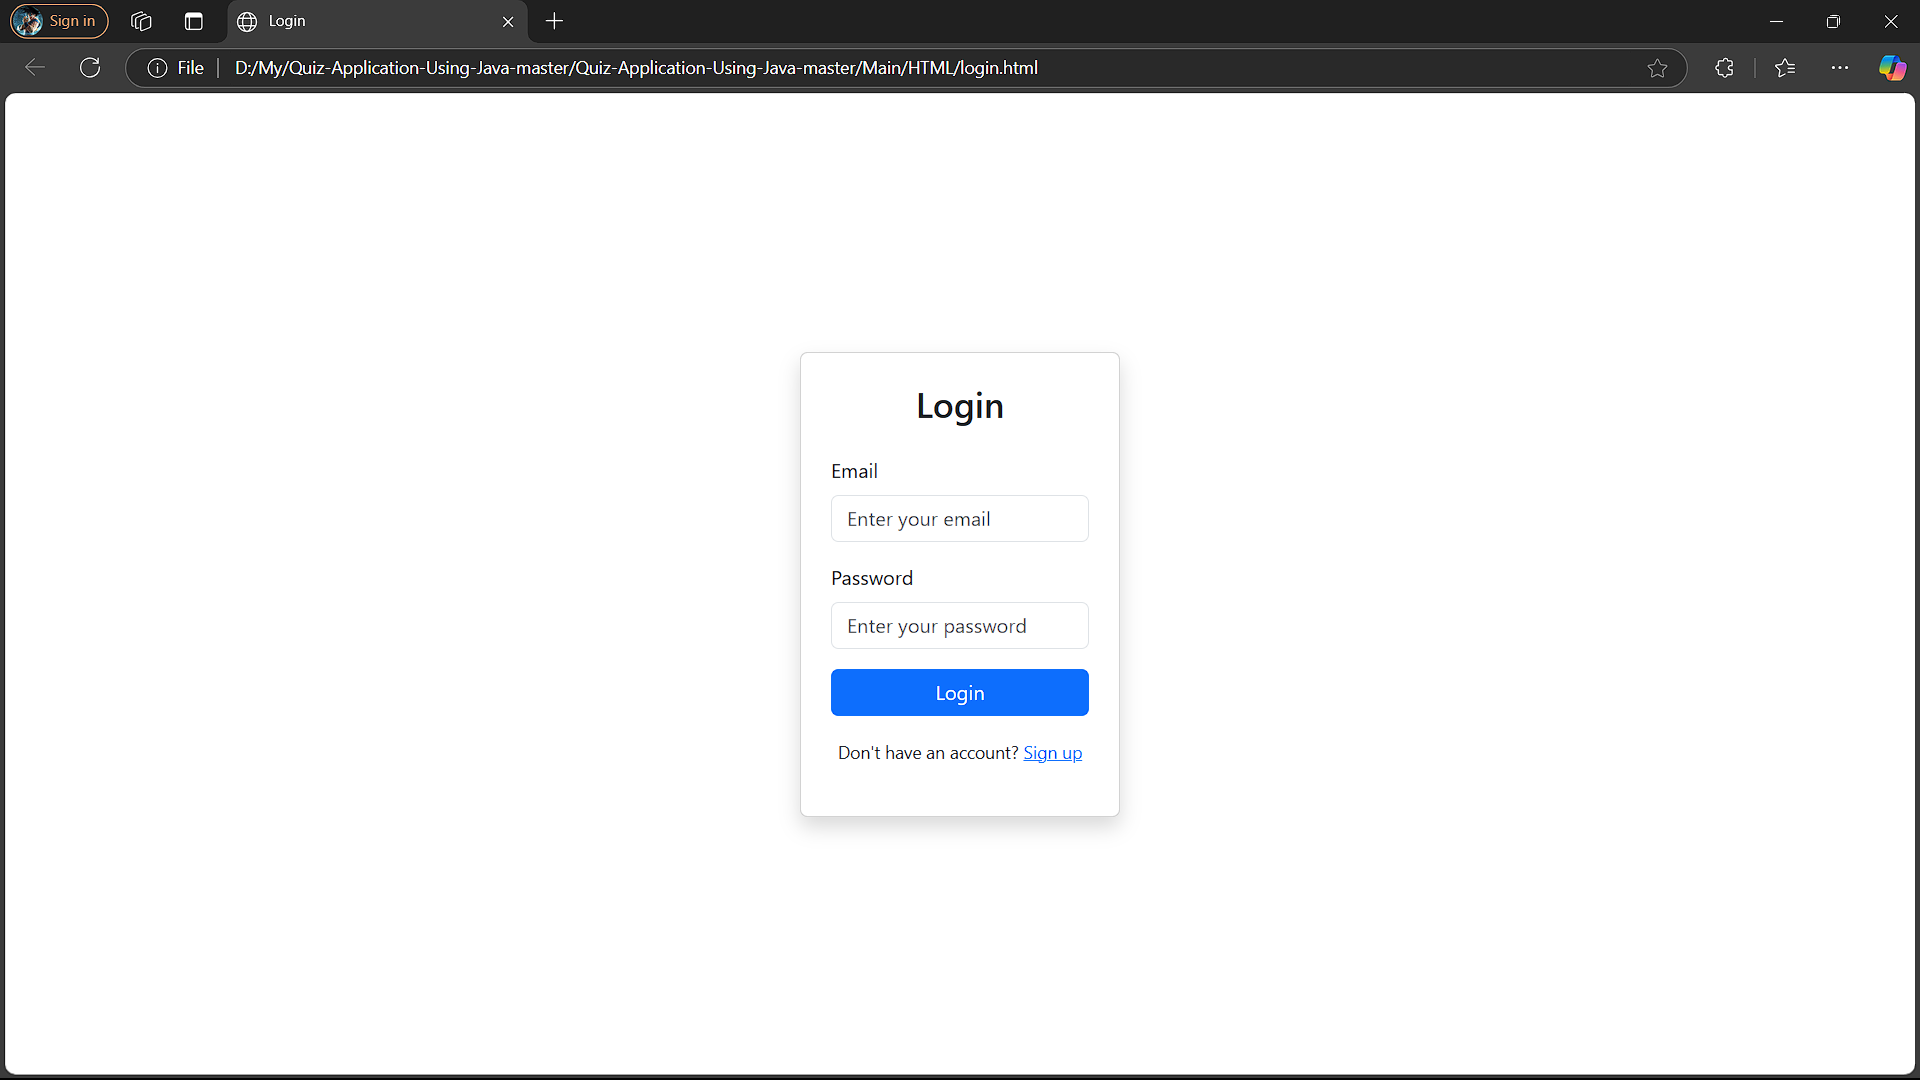 Sign in
Login
File
D:/My/Quiz-Application-Using-Java-master/Quiz-Application-Using-Java-master/Main/HTML/login.html
Login
Email
Enter your email
Password
Enter your password
Login
Don't have an account? Sign up